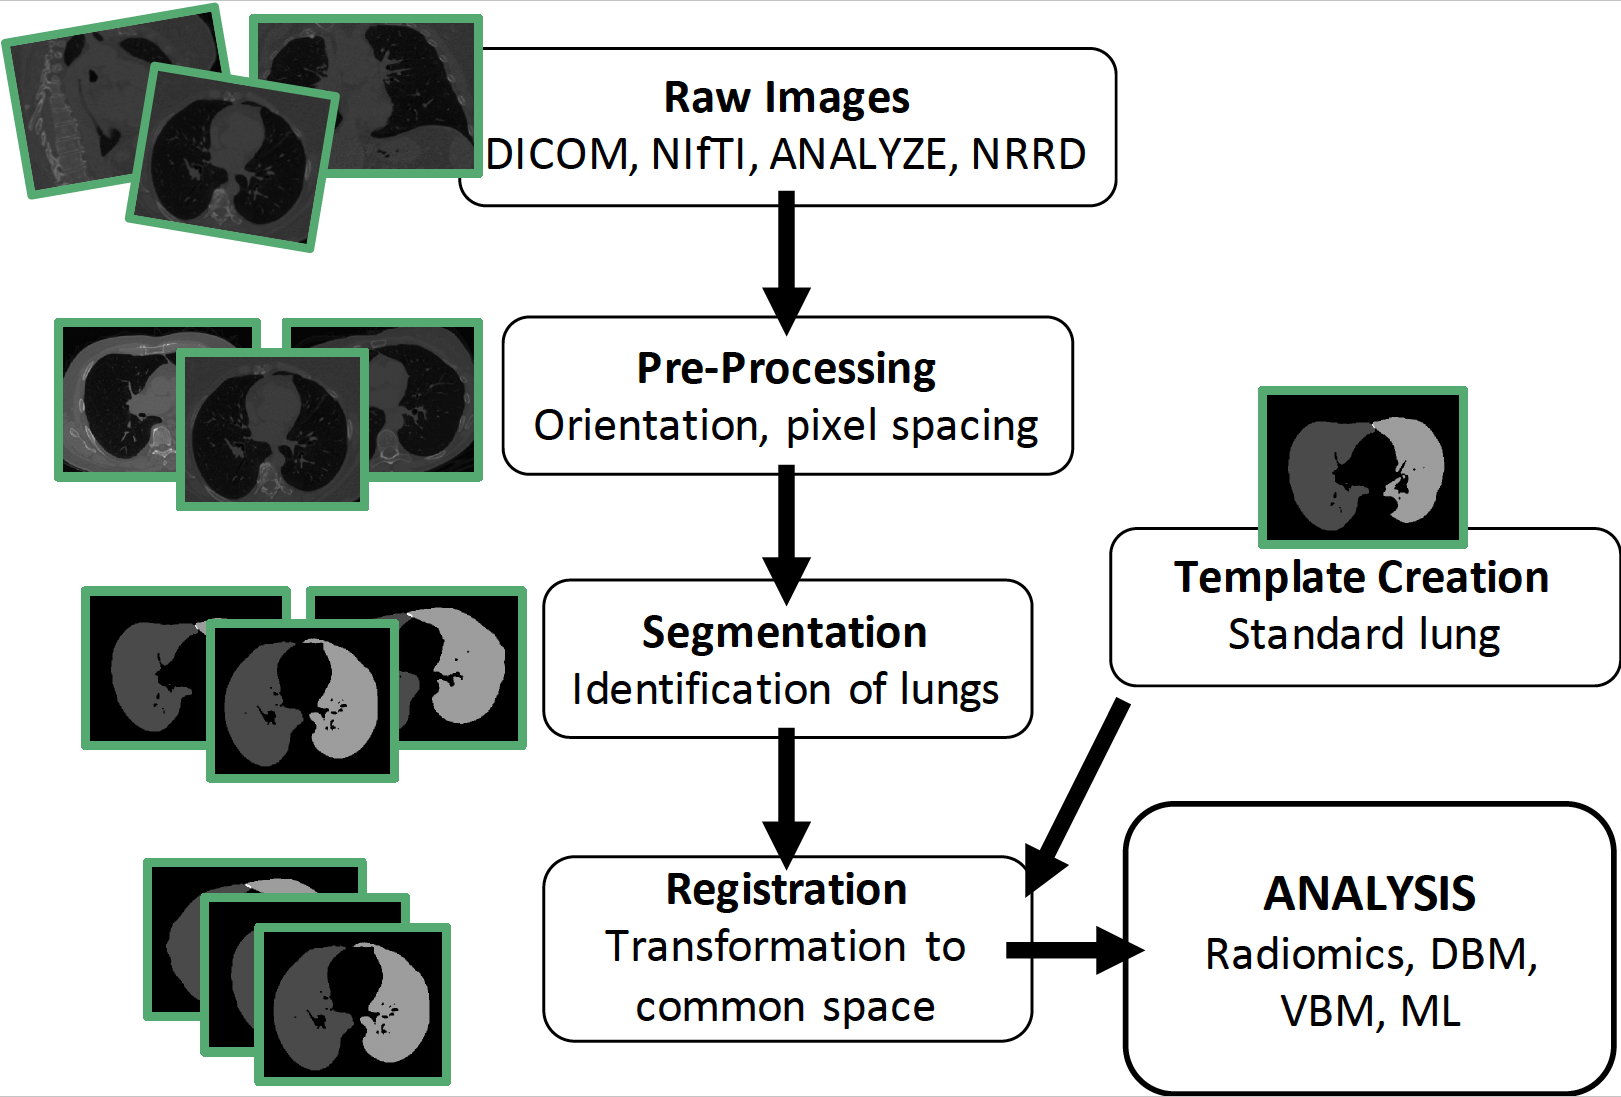 Raw Images
DICOM, NIfTI, ANALYZE, NRRD
Pre-Processing
Orientation, pixel spacing
Segmentation
Identification of lungs
Template Creation
Standard lung
Registration
Transformation to
common space
ANALYSIS
Radiomics, DBM,
VBM, ML